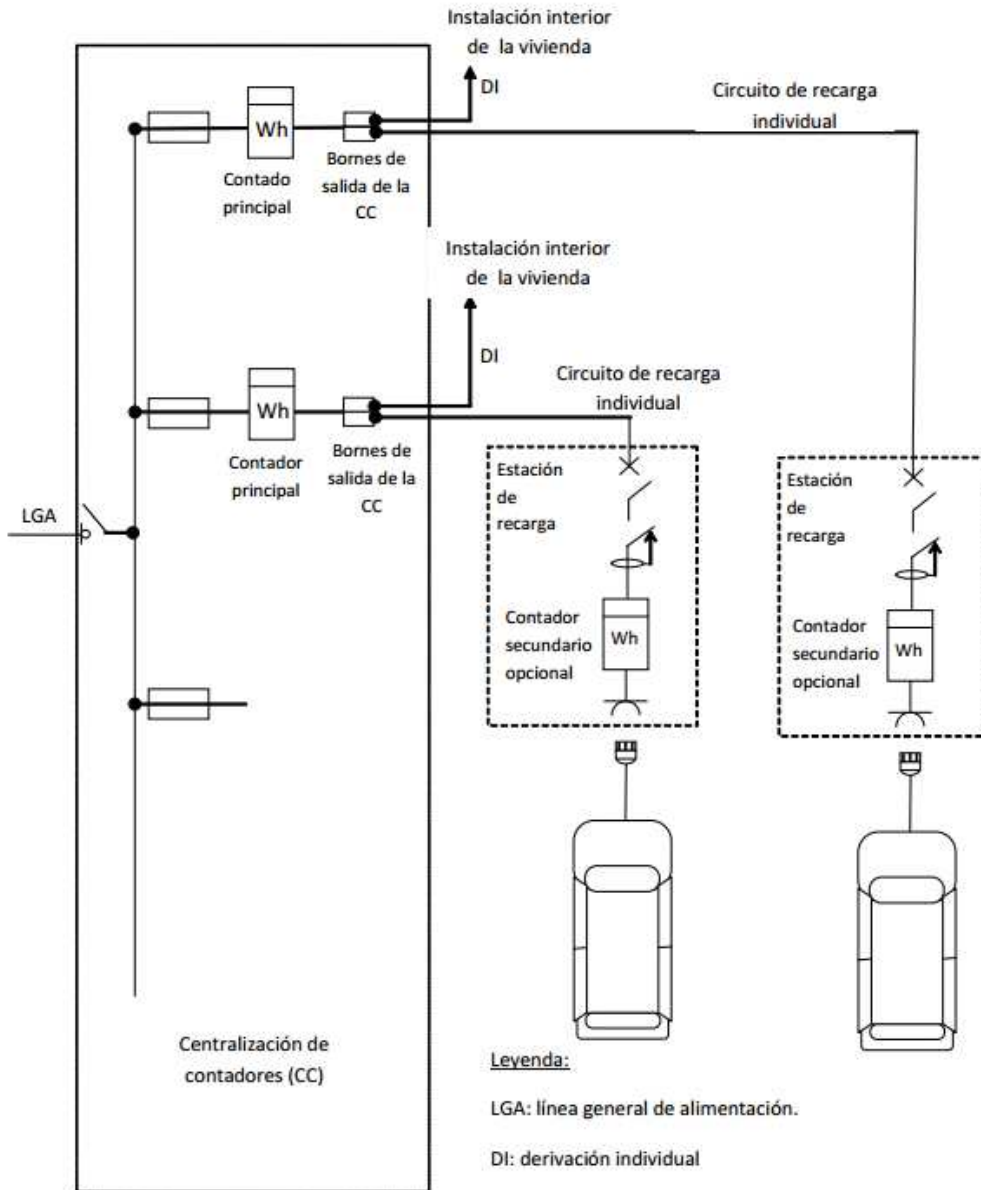 Instalación interior
de la vivienda
DI
Circuito de recarga
individual
Wh
Contado
principal
Bornes de
salida de la
CC
Instalación interior
de la vivienda
DI
Circuito de recarga
individual
Wh
Contador
principal
Bornes de
salida de la
CC
LGA
Estación
de
recarga
Contador
secundario
opcional
Wh
Estación
de
recarga
Contador
secundario
opcional
Wh
Centralización de
contadores (CC)
Leyenda:
LGA: línea general de alimentación.
DI: derivación individual